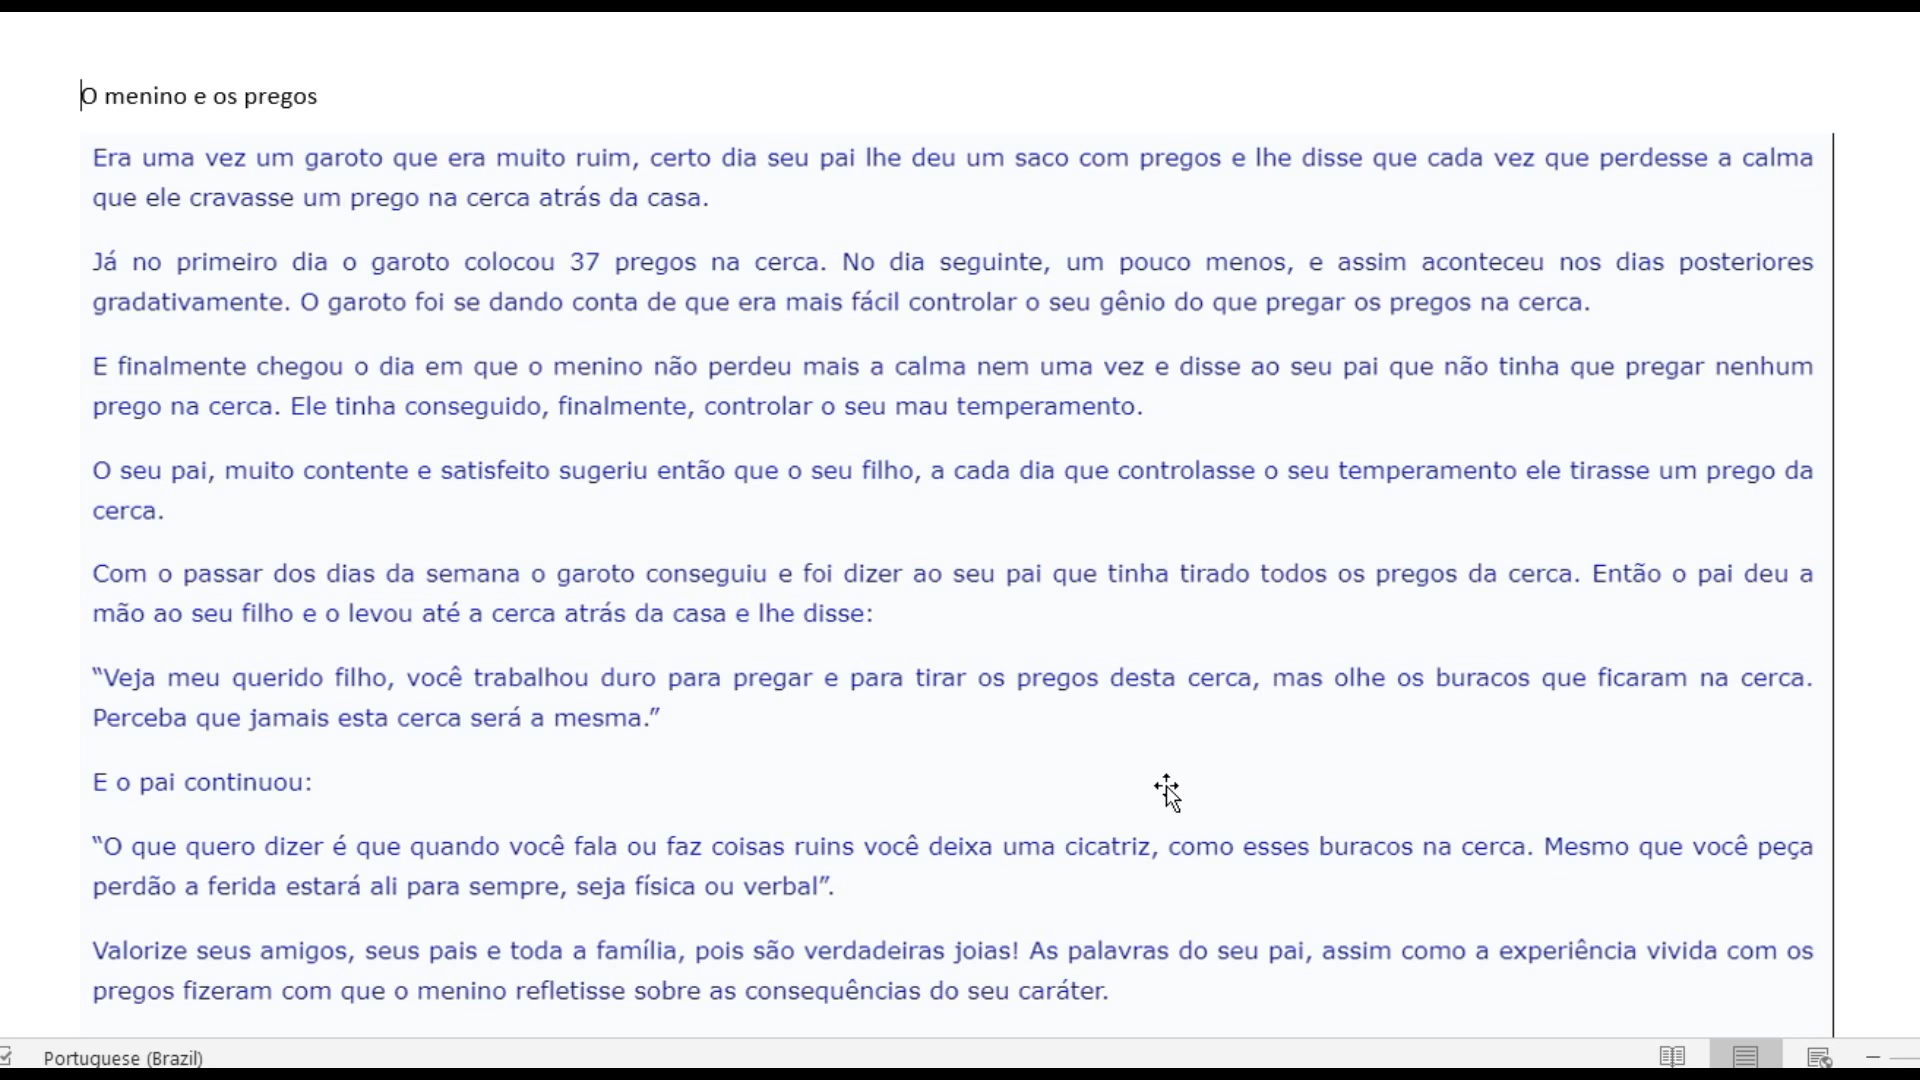 O menino e os pregos
Era uma vez um garoto que era muito ruim, certo dia seu pai lhe deu um saco com pregos e lhe disse que cada vez que perdesse a calma
que ele cravasse um prego na cerca atrás da casa.
Já no primeiro dia o garoto colocou 37 pregos na cerca. No dia seguinte, um pouco menos, e assim aconteceu nos dias posteriores
gradativamente. O garoto foi se dando conta de que era mais fácil controlar o seu gênio do que pregar os pregos na cerca.
E finalmente chegou o dia em que o menino não perdeu mais a calma nem uma vez e disse ao seu pai que não tinha que pregar nenhum
prego na cerca. Ele tinha conseguido, finalmente, controlar o seu mau temperamento.
O seu pai, muito contente e satisfeito sugeriu então que o seu filho, a cada dia que controlasse o seu temperamento ele tirasse um prego da
cerca.
Com o passar dos dias da semana o garoto conseguiu e foi dizer ao seu pai que tinha tirado todos os pregos da cerca. Então o pai deu a
mão ao seu filho e o levou até a cerca atrás da casa e lhe disse:
“Veja meu querido filho, você trabalhou duro para pregar e para tirar os pregos desta cerca, mas olhe os buracos que ficaram na cerca.
Perceba que jamais esta cerca será a mesma.”
E o pai continuou:
“O que quero dizer é que quando você fala ou faz coisas ruins você deixa uma cicatriz, como esses buracos na cerca. Mesmo que você peça
perdão a ferida estará ali para sempre, seja física ou verbal”.
Valorize seus amigos, seus pais e toda a família, pois são verdadeiras joias! As palavras do seu pai, assim como a experiência vivida com os
pregos fizeram com que o menino refletisse sobre as consequências do seu caráter.
Portuguese (Brazil)